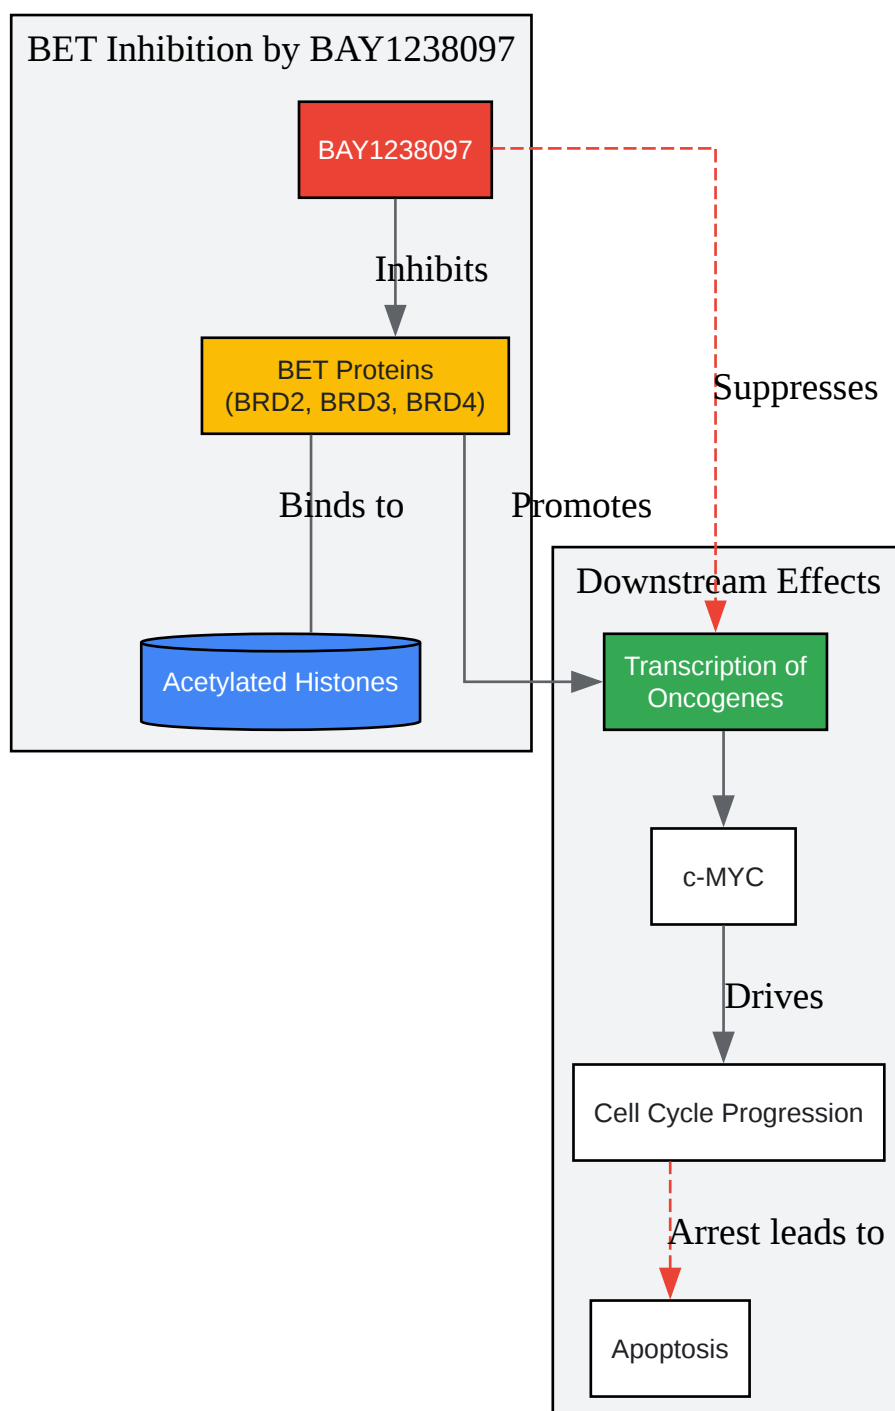 BET Inhibition by BAY1238097
BAY1238097
Inhibits
BET Proteins
(BRD2, BRD3, BRD4)
Suppresses
Binds to
Promotes
Downstream Effects
Acetylated Histones
Transcription of
Oncogenes
c-MYC
Drives
Cell Cycle Progression
Arrest leads to
Apoptosis